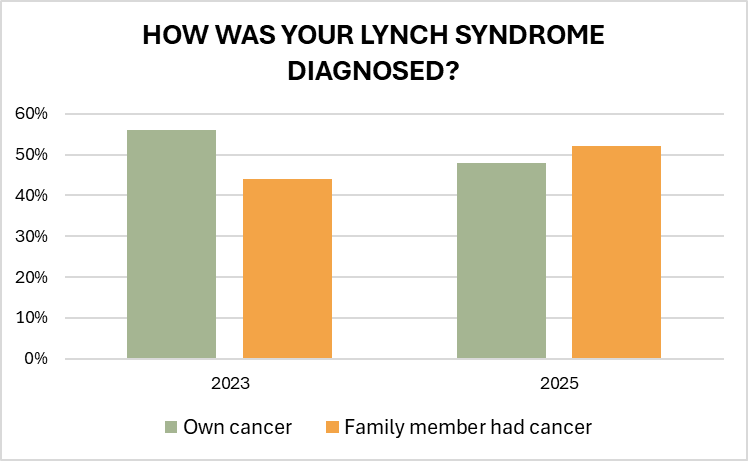 HOW WAS YOUR LYNCH SYNDROME
DIAGNOSED?
60%
50%
40%
30%
20%
10%
0%
2023 2025
Own cancer Family member had cancer